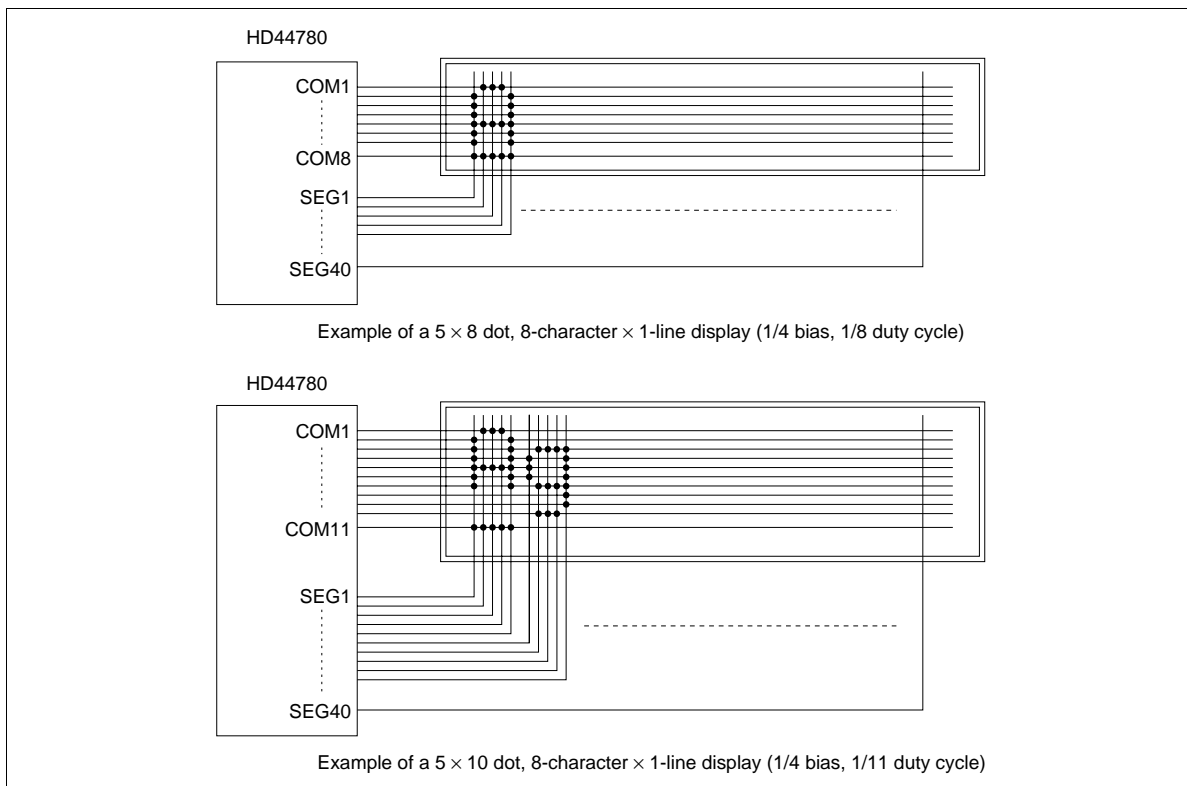 HD44780
COM1
COM8
SEG1
SEG40
Example of a 5 × 8 dot, 8-character × 1-line display (1/4 bias, 1/8 duty cycle)
HD44780
COM1
COM11
SEG1
SEG40
Example of a 5 × 10 dot, 8-character × 1-line display (1/4 bias, 1/11 duty cycle)